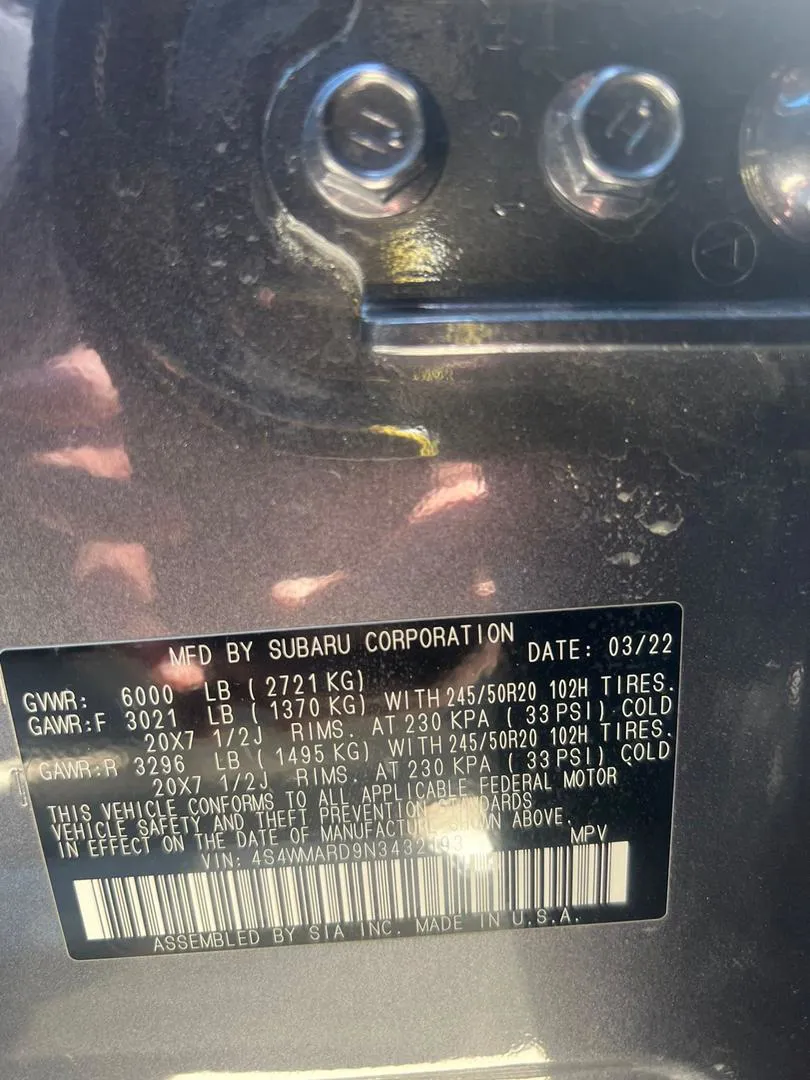 MFD BY SUBARU CORPORATION DATE: 03/22
GVWR: 6000 LB ( 2721 KG)
GAWR:F 3021 LB ( 1370 KG) WITH 245/50R20 102H TIRES.
20X7 1/2J RIMS. AT 230 KPA ( 33 PSI) COLD
GAWR:R 3296 LB ( 1495 KG) WITH 245/50R20 102H TIRES.
20X7 1/2J RIMS. AT 230 KPA ( 33 PSI) COLD
THIS VEHICLE CONFORMS TO ALL APPLICABLE FEDERAL MOTOR
VEHICLE SAFETY AND THEFT PREVENTION STANDARDS
IN EFFECT ON THE DATE OF MANUFACTURE SHOWN ABOVE.
VIN: MPV
ASSEMBLED BY SIA INC. MADE IN U.S.A.